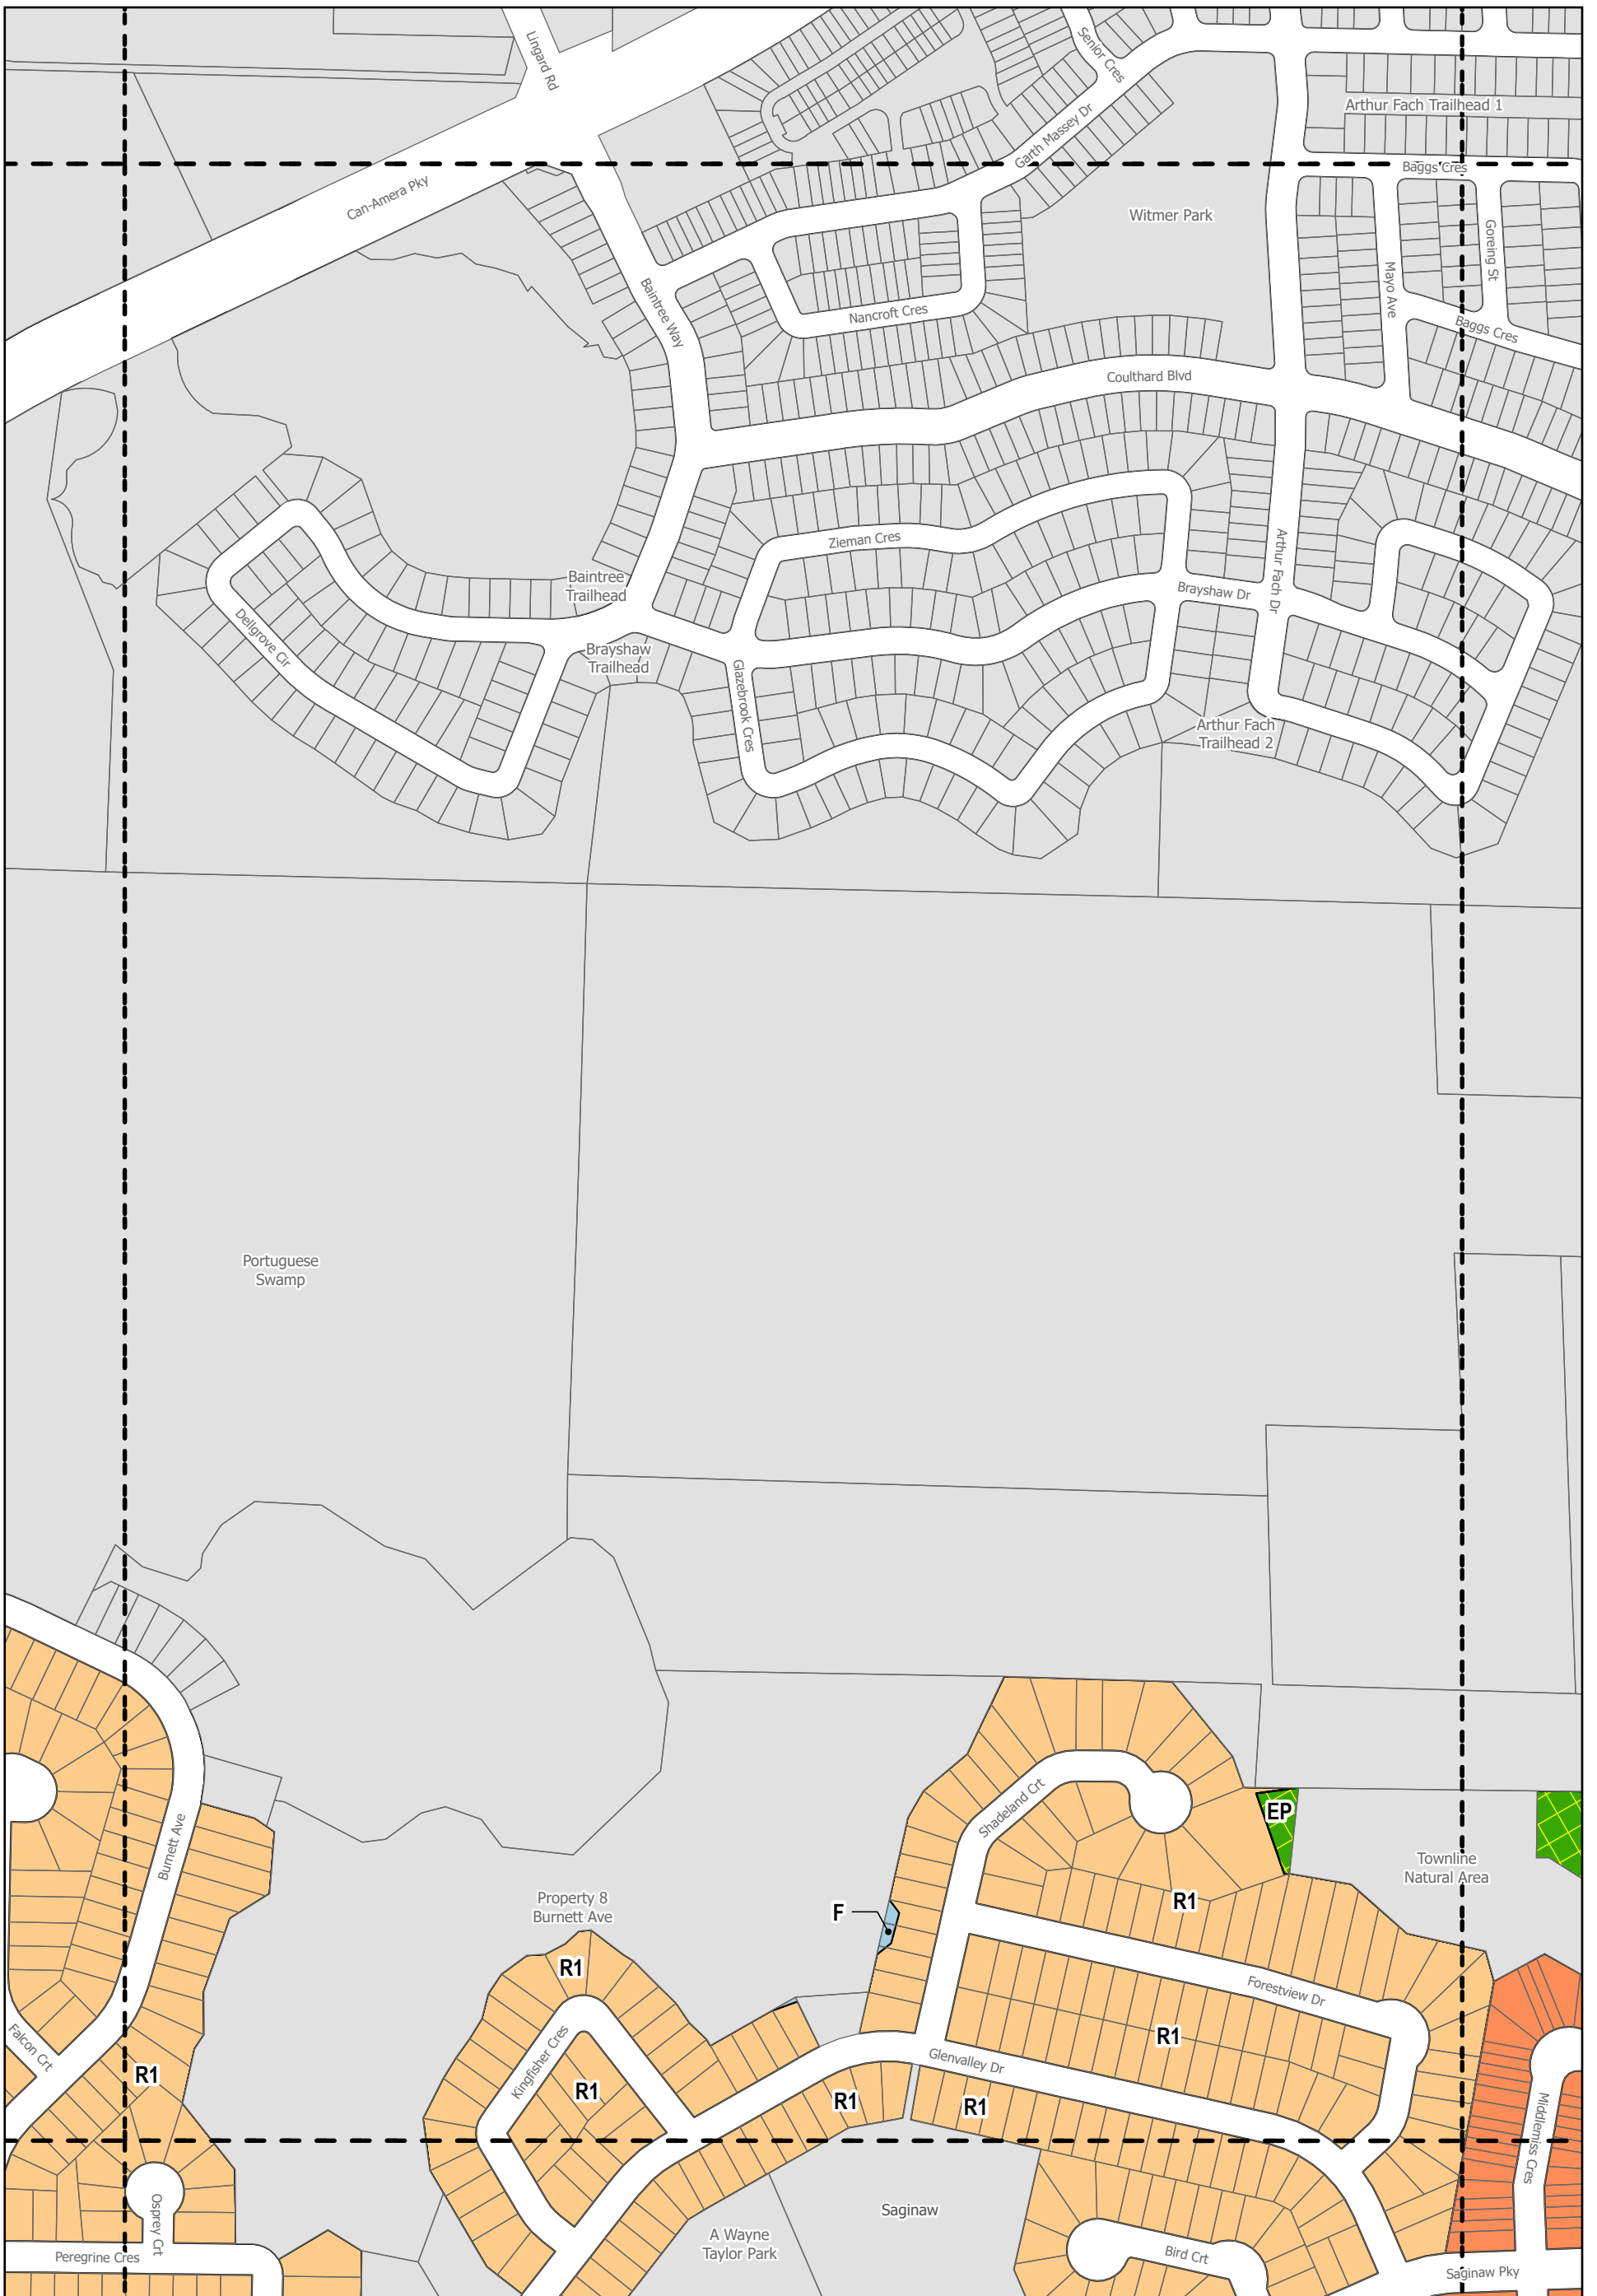 Lingard Rd
Senior Cres
Arthur Fach Trailhead 1
Garth Massey Dr
Baggs Cres
Can-Amera Pky
Witmer Park
Goreing St
Mayo Ave
Baintree Way
Nancroft Cres
Baggs Cres
Coulthard Blvd
Zieman Cres
Arthur Fach Dr
Baintree
Trailhead
Brayshaw Dr
Dellgrove Cir
Brayshaw
Trailhead
Glazebrook Cres
Arthur Fach
Trailhead 2
Portuguese
Swamp
Shadeland Crt
EP
Burnett Ave
Townline
Natural Area
Property 8
Burnett Ave
R1
F
R1
Forestview Dr
Falcon Crt
Kingfisher Cres
R1
Glenvalley Dr
R1
R1
R1
R1
Middlemiss Cres
Osprey Crt
Saginaw
A Wayne
Taylor Park
Peregrine Cres
Bird Crt
Saginaw Pky